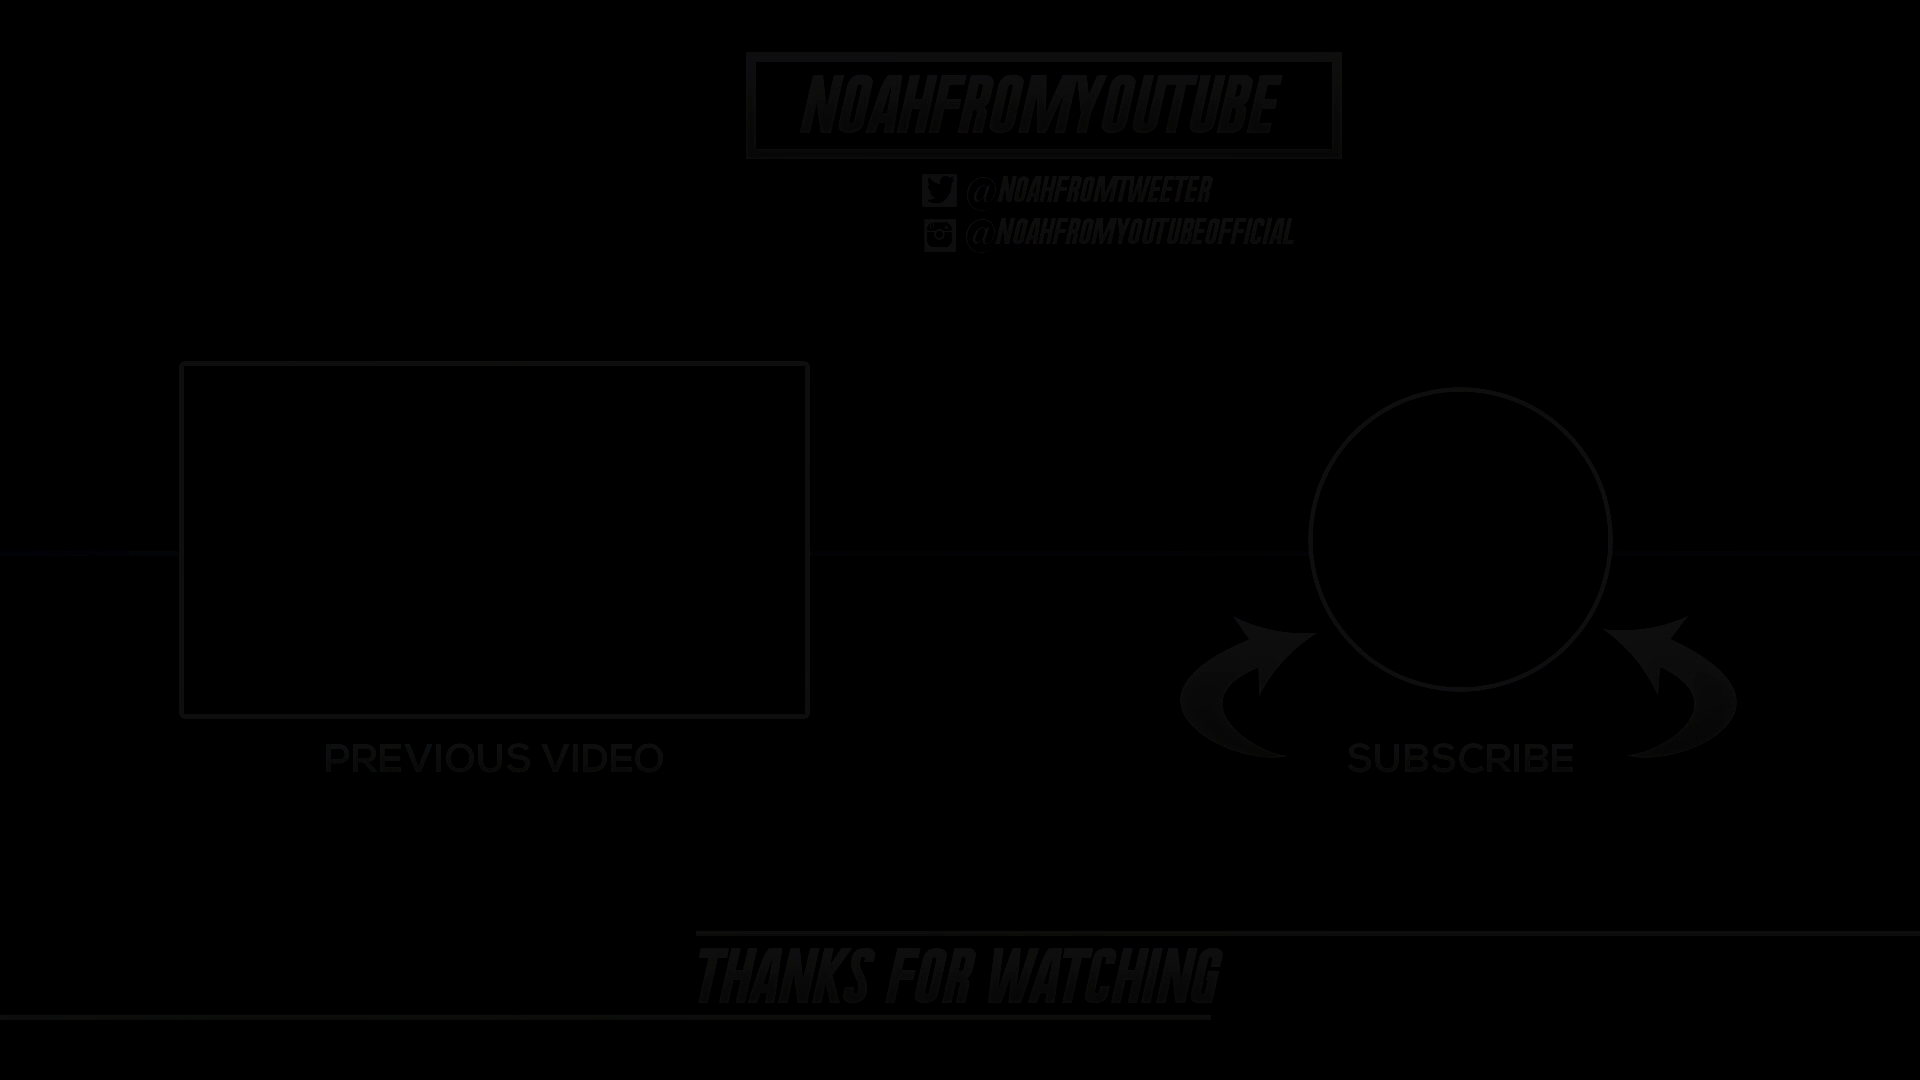 NOAHFROMYOUTUBE
@NOAHFROMTWEETER
@NOAHFROMYOUTUBEOFFICIAL
PREVIOUS VIDEO
SUBSCRIBE
THANKS FOR WATCHING